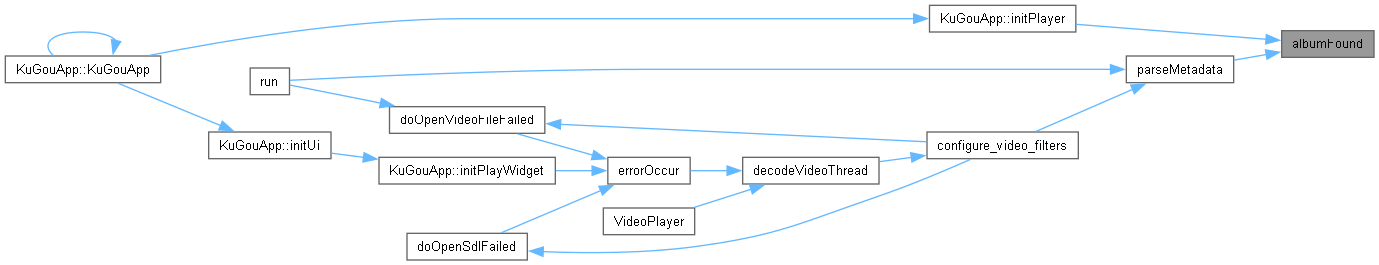 KuGouApp::initPlayer
albumFound
KuGouApp::KuGouApp
run
parseMetadata
doOpenVideoFileFailed
KuGouApp::initUi
configure_video_filters
KuGouApp::initPlayWidget
errorOccur
decodeVideoThread
VideoPlayer
doOpenSdlFailed